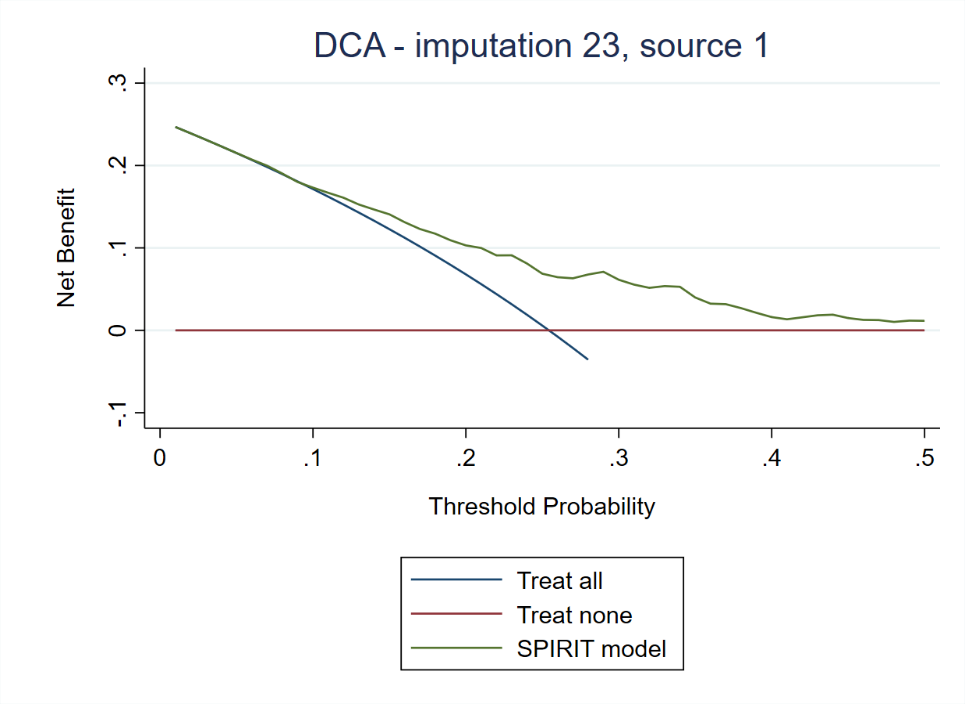 DCA - imputation 23, source 1
.3
.2
.1
0
-.1
Net Benefit
0 .1 .2 .3 .4 .5
Threshold Probability
Treat all
Treat none
SPIRIT model